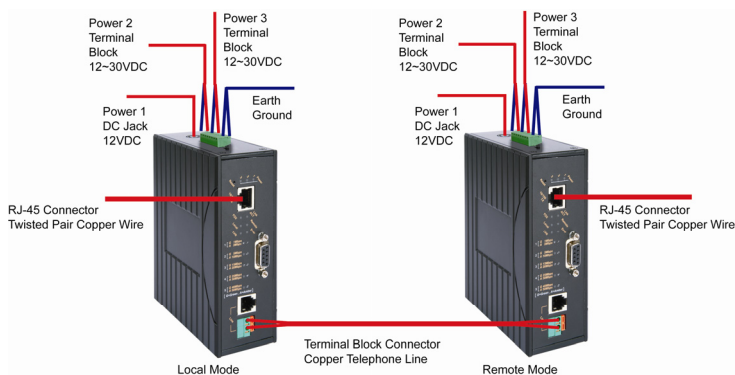 Power 2
Terminal
Block
12~30VDC
Power 3
Terminal
Block
12~30VDC
Power 1
DC Jack
12VDC
Earth
Ground
Power 2
Terminal
Block
12~30VDC
Power 3
Terminal
Block
12~30VDC
Power 1
DC Jack
12VDC
Earth
Ground
RJ-45 Connector
Twisted Pair Copper Wire
RJ-45 Connector
Twisted Pair Copper Wire
Terminal Block Connector
Copper Telephone Line
Local Mode
Remote Mode